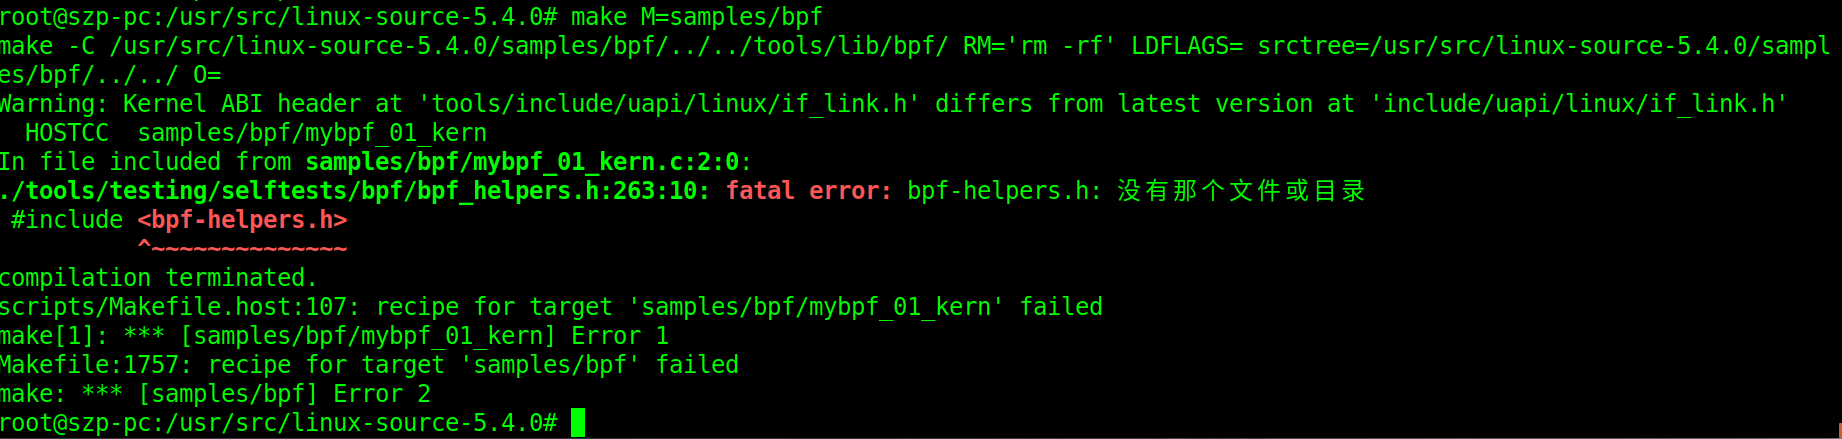 root@szp-pc:/usr/src/linux-source-5.4.0# make M=samples/bpf
make -C /usr/src/linux-source-5.4.0/samples/bpf/../../tools/lib/bpf/ RM='rm -rf' LDFLAGS= srctree=/usr/src/linux-source-5.4.0/sampl
es/bpf/../../ O=
Warning: Kernel ABI header at 'tools/include/uapi/linux/if_link.h' differs from latest version at 'include/uapi/linux/if_link.h'
  HOSTCC  samples/bpf/mybpf_01_kern
In file included from samples/bpf/mybpf_01_kern.c:2:0:
./tools/testing/selftests/bpf/bpf_helpers.h:263:10: fatal error: bpf-helpers.h: 没有那个文件或目录
 #include <bpf-helpers.h>
          ^~~~~~~~~~~~~~~
compilation terminated.
scripts/Makefile.host:107: recipe for target 'samples/bpf/mybpf_01_kern' failed
make[1]: *** [samples/bpf/mybpf_01_kern] Error 1
Makefile:1757: recipe for target 'samples/bpf' failed
make: *** [samples/bpf] Error 2
root@szp-pc:/usr/src/linux-source-5.4.0#